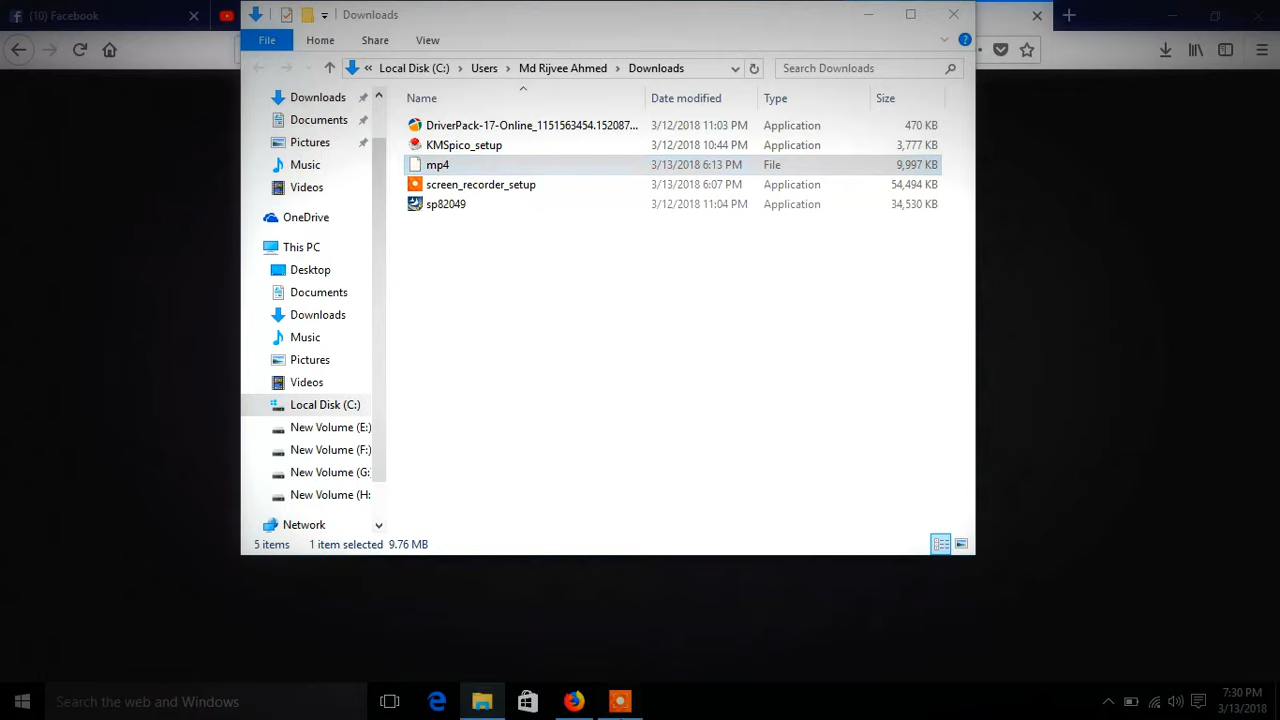 (10) Facebook
Downloads
File Home Share View
« Local Disk (C:) Users Md Rijvee Ahmed Downloads Search Downloads
Name Date modified Type Size
DriverPack-17-Online_1151563454.152087... 3/12/2018 11:03 PM Application 470 KB
KMSpico_setup 3/12/2018 10:44 PM Application 3,777 KB
mp4 3/13/2018 6:13 PM File 9,997 KB
screen_recorder_setup 3/13/2018 6:07 PM Application 54,494 KB
sp82049 3/12/2018 11:04 PM Application 34,530 KB
Downloads
Documents
Pictures
Music
Videos
OneDrive
This PC
Desktop
Documents
Downloads
Music
Pictures
Videos
Local Disk (C:)
New Volume (E:)
New Volume (F:)
New Volume (G:
New Volume (H:
Network
5 items 1 item selected 9.76 MB
Search the web and Windows
7:30 PM
3/13/2018